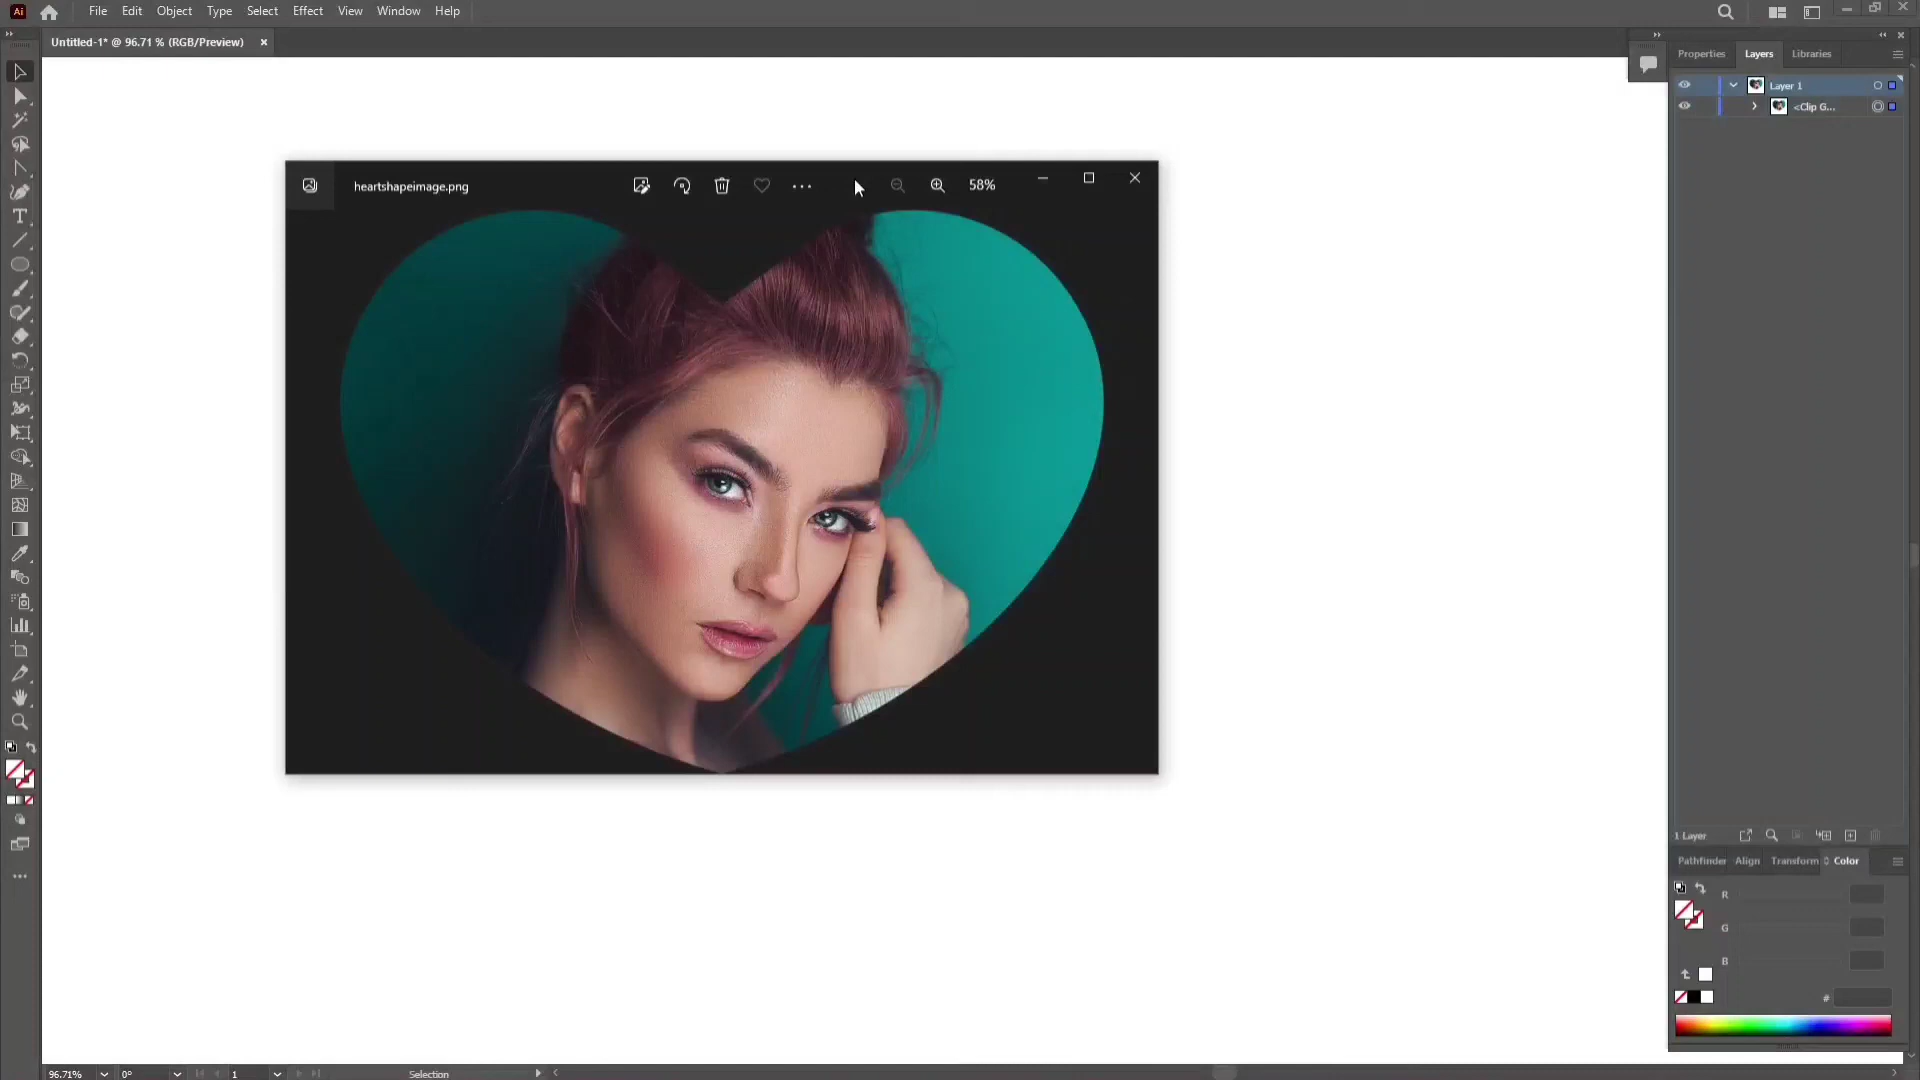 Ai File Edit Object Type Select Effect View Window Help
Untitled-1* @ 96.71 % (RGB/Preview) ×
Properties Layers Libraries
Layer 1
<Clip G...
heartshapeimage.png 58%
1 Layer
Pathfinder Align Transform Color
R
G
B
#
96.71% 0° 1 Selection